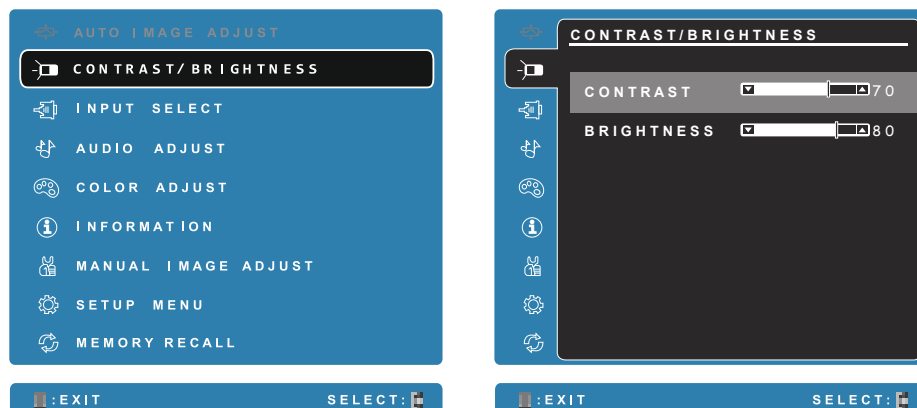 AUTO IMAGE ADJUST
CONTRAST/BRIGHTNESS
INPUT SELECT
AUDIO ADJUST
COLOR ADJUST
INFORMATION
MANUAL IMAGE ADJUST
SETUP MENU
MEMORY RECALL
:EXIT SELECT:
CONTRAST/BRIGHTNESS
CONTRAST 70
BRIGHTNESS 80
:EXIT SELECT: